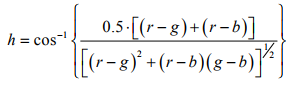 h = cos⁻¹ { 0.5·[(r−g)+(r−b)] / [(r−g)² + (r−b)(g−b)]^½ }